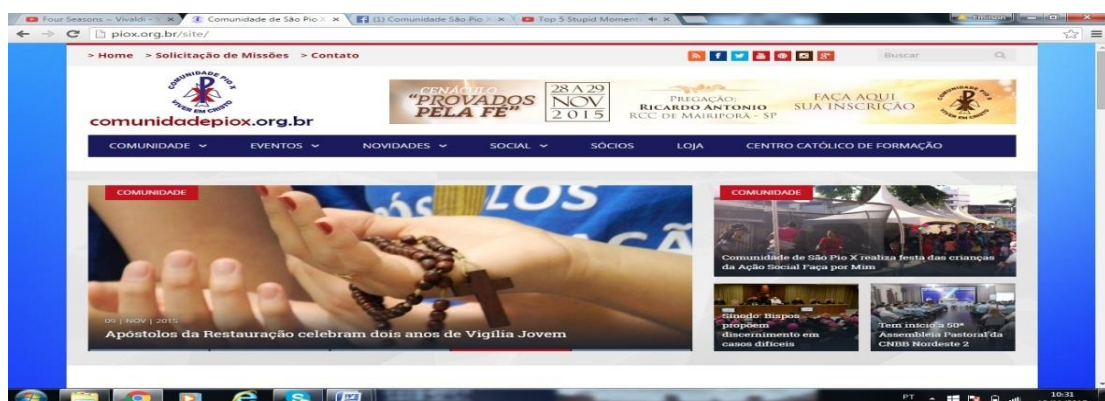 Four Seasons ~ Vivaldi -
Comunidade de São Pio X
(1) Comunidade São Pio X
Top 5 Stupid Moment
piox.org.br/site/
> Home > Solicitação de Missões > Contato
Buscar
COMUNIDADE PIO X
VIVER EM CRISTO
comunidadepiox.org.br
CENÁCULO
"PROVADOS
PELA FÉ"
28 A 29
NOV
2015
PREGAÇÃO:
RICARDO ANTONIO
RCC DE MAIRIPORÃ - SP
FAÇA AQUI
SUA INSCRIÇÃO
COMUNIDADE EVENTOS NOVIDADES SOCIAL SÓCIOS LOJA CENTRO CATÓLICO DE FORMAÇÃO
COMUNIDADE
09 | NOV | 2015
Apóstolos da Restauração celebram dois anos de Vigília Jovem
COMUNIDADE
Comunidade de São Pio X realiza festa das crianças
da Ação Social Faça por Mim
Sínodo: Bispos
propõem
discernimento em
casos difíceis
Tem início a 50ª
Assembleia Pastoral da
CNBB Nordeste 2
PT
10:31